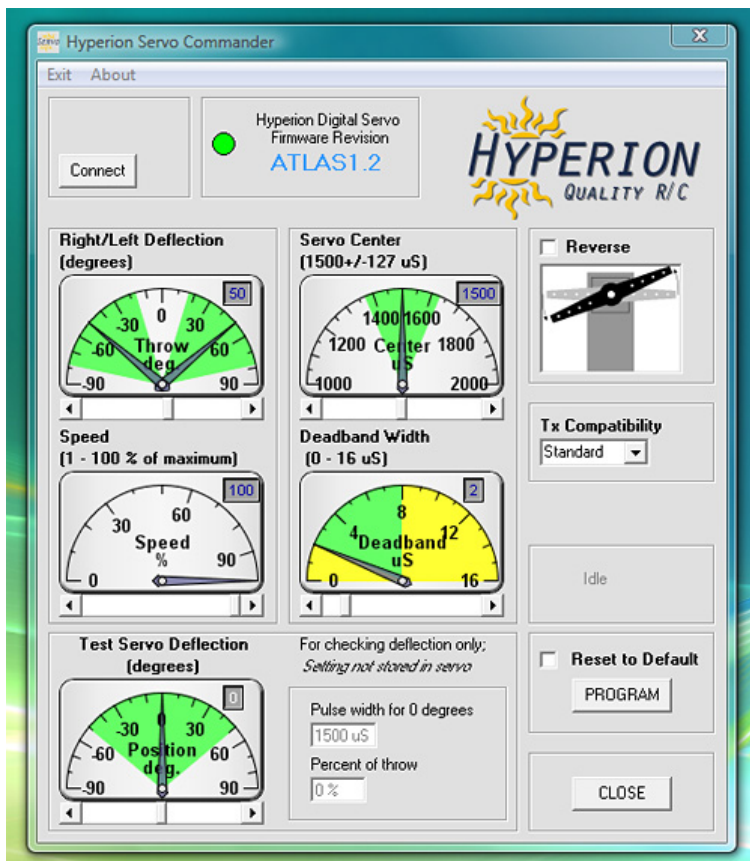 Servo
Hyperion Servo Commander
x
Exit About
Connect
Hyperion Digital Servo
Firmware Revision
ATLAS1.2
HYPERION
QUALITY R/C
Right/Left Deflection
(degrees)
50
-90 -60 -30 0 30 60 90
Throw
deg.
Servo Center
(1500+/-127 uS)
1500
1000 1200 1400 1600 1800 2000
Center
uS
Reverse
Speed
(1 - 100 % of maximum)
100
0 30 60 90
Speed
%
Deadband Width
(0 - 16 uS)
2
0 4 8 12 16
Deadband
uS
Tx Compatibility
Standard
Idle
Test Servo Deflection
(degrees)
0
-90 -60 -30 0 30 60 90
Position
deg.
For checking deflection only;
Setting not stored in servo
Pulse width for 0 degrees
1500 uS
Percent of throw
0 %
Reset to Default
PROGRAM
CLOSE